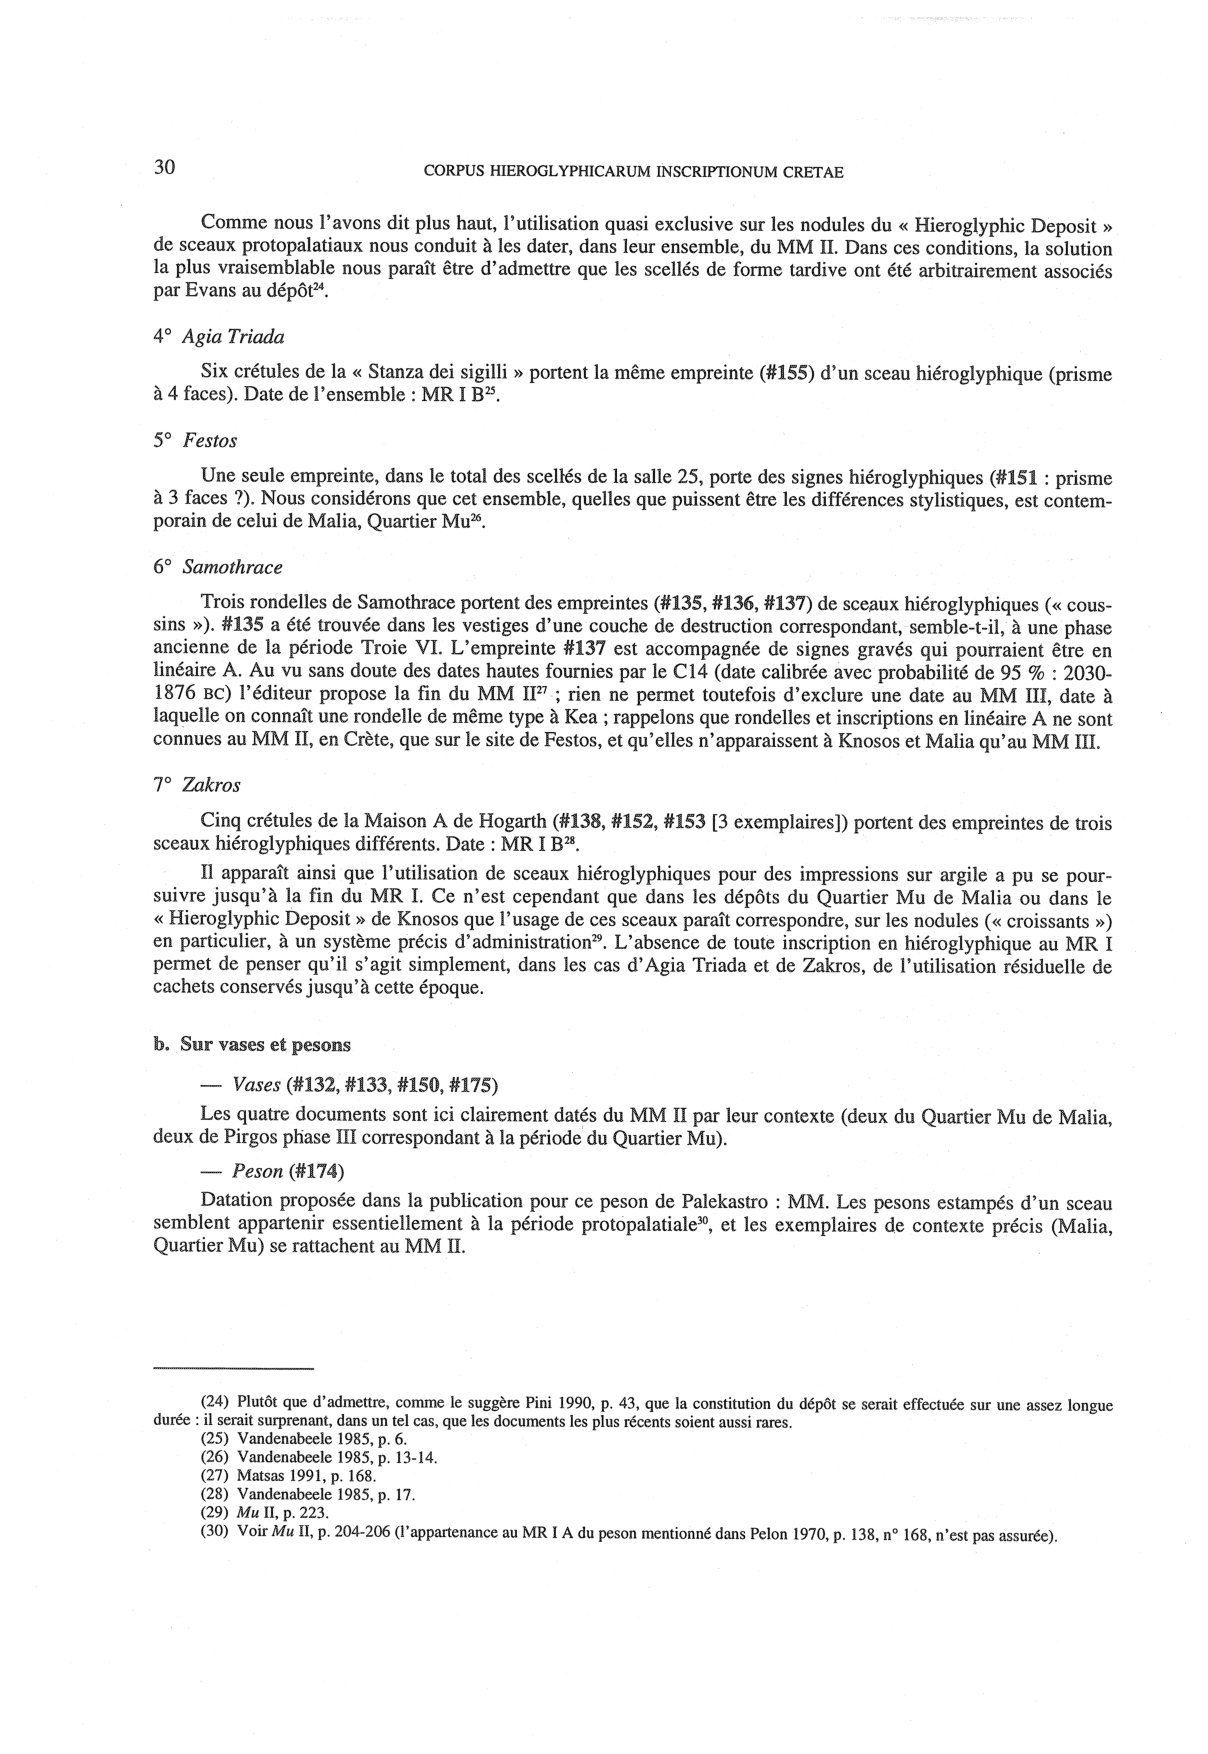 30
CORPUS HIEROGLYPHICARUM INSCRIPTIONUM CRETAE
Comme nous l'avons dit plus haut, l'utilisation quasi exclusive sur les nodules du « Hieroglyphic Deposit »
de sceaux protopalatiaux nous conduit à les dater, dans leur ensemble, du MM II. Dans ces conditions, la solution
la plus vraisemblable nous paraît être d'admettre que les scellés de forme tardive ont été arbitrairement associés
par Evans au dépôt²⁴.
4° Agia Triada
Six crétules de la « Stanza dei sigilli » portent la même empreinte (#155) d'un sceau hiéroglyphique (prisme
à 4 faces). Date de l'ensemble : MR I B²⁵.
5° Festos
Une seule empreinte, dans le total des scellés de la salle 25, porte des signes hiéroglyphiques (#151 : prisme
à 3 faces ?). Nous considérons que cet ensemble, quelles que puissent être les différences stylistiques, est contem-
porain de celui de Malia, Quartier Mu²⁶.
6° Samothrace
Trois rondelles de Samothrace portent des empreintes (#135, #136, #137) de sceaux hiéroglyphiques (« cous-
sins »). #135 a été trouvée dans les vestiges d'une couche de destruction correspondant, semble-t-il, à une phase
ancienne de la période Troie VI. L'empreinte #137 est accompagnée de signes gravés qui pourraient être en
linéaire A. Au vu sans doute des dates hautes fournies par le C14 (date calibrée avec probabilité de 95 % : 2030-
1876 BC) l'éditeur propose la fin du MM II²⁷ ; rien ne permet toutefois d'exclure une date au MM III, date à
laquelle on connaît une rondelle de même type à Kea ; rappelons que rondelles et inscriptions en linéaire A ne sont
connues au MM II, en Crète, que sur le site de Festos, et qu'elles n'apparaissent à Knosos et Malia qu'au MM III.
7° Zakros
Cinq crétules de la Maison A de Hogarth (#138, #152, #153 [3 exemplaires]) portent des empreintes de trois
sceaux hiéroglyphiques différents. Date : MR I B²⁸.
Il apparaît ainsi que l'utilisation de sceaux hiéroglyphiques pour des impressions sur argile a pu se pour-
suivre jusqu'à la fin du MR I. Ce n'est cependant que dans les dépôts du Quartier Mu de Malia ou dans le
« Hieroglyphic Deposit » de Knosos que l'usage de ces sceaux paraît correspondre, sur les nodules (« croissants »)
en particulier, à un système précis d'administration²⁹. L'absence de toute inscription en hiéroglyphique au MR I
permet de penser qu'il s'agit simplement, dans les cas d'Agia Triada et de Zakros, de l'utilisation résiduelle de
cachets conservés jusqu'à cette époque.
b. Sur vases et pesons
— Vases (#132, #133, #150, #175)
Les quatre documents sont ici clairement datés du MM II par leur contexte (deux du Quartier Mu de Malia,
deux de Pirgos phase III correspondant à la période du Quartier Mu).
— Peson (#174)
Datation proposée dans la publication pour ce peson de Palekastro : MM. Les pesons estampés d'un sceau
semblent appartenir essentiellement à la période protopalatiale³⁰, et les exemplaires de contexte précis (Malia,
Quartier Mu) se rattachent au MM II.
(24) Plutôt que d'admettre, comme le suggère Pini 1990, p. 43, que la constitution du dépôt se serait effectuée sur une assez longue
durée : il serait surprenant, dans un tel cas, que les documents les plus récents soient aussi rares.
(25) Vandenabeele 1985, p. 6.
(26) Vandenabeele 1985, p. 13-14.
(27) Matsas 1991, p. 168.
(28) Vandenabeele 1985, p. 17.
(29) Mu II, p. 223.
(30) Voir Mu II, p. 204-206 (l'appartenance au MR I A du peson mentionné dans Pelon 1970, p. 138, n° 168, n'est pas assurée).